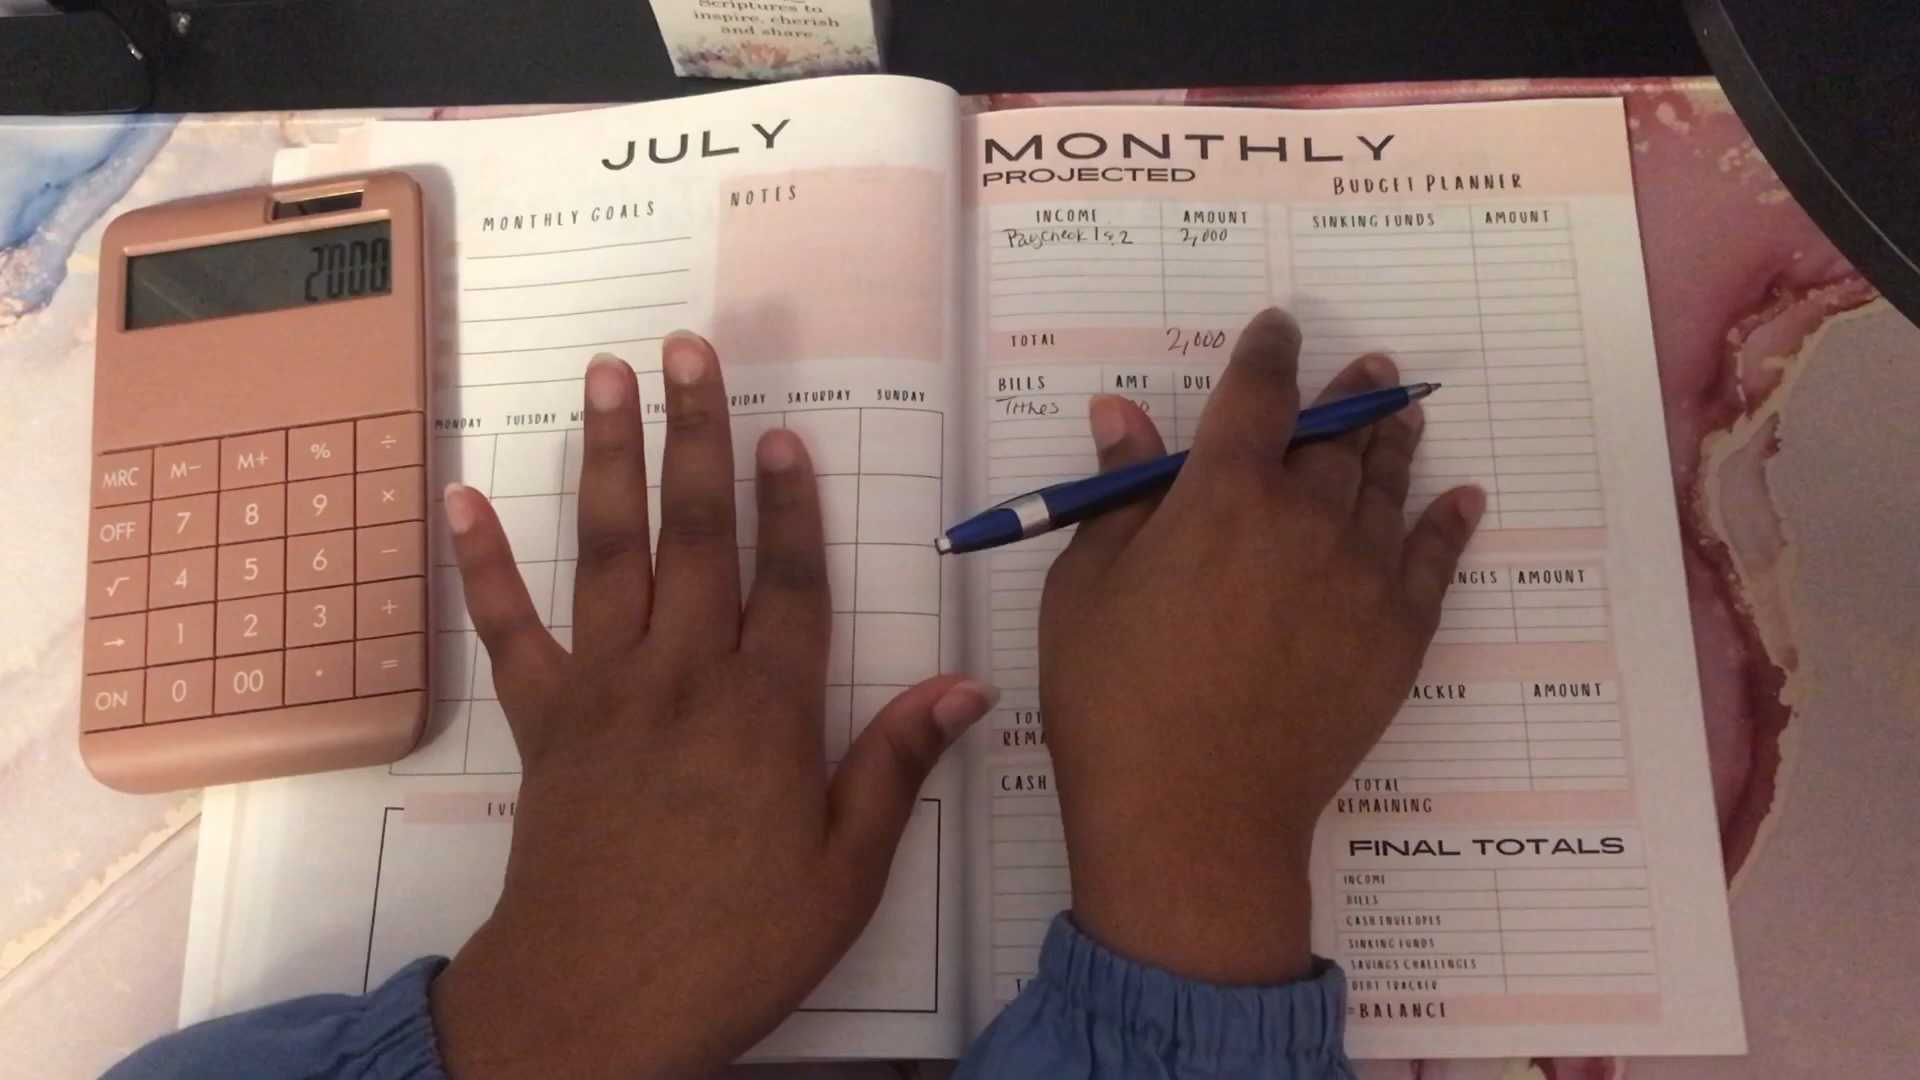 Scriptures to
inspire, cherish
and share
JULY
MONTHLY GOALS
NOTES
MONDAY TUESDAY SATURDAY SUNDAY
MONTHLY
PROJECTED
BUDGET PLANNER
INCOME AMOUNT
Paycheck 1 & 2 2,000
TOTAL 2,000
BILLS AMT
Tithes
CASH
SINKING FUNDS AMOUNT
AMOUNT
AMOUNT
TOTAL
REMAINING
FINAL TOTALS
INCOME
BILLS
CASH ENVELOPES
SINKING FUNDS
SAVINGS CHALLENGES
DEBT TRACKER
=BALANCE
2000
MRC M− M+ % ÷
OFF 7 8 9 ×
√ 4 5 6 −
→ 1 2 3 +
ON 0 00 . =